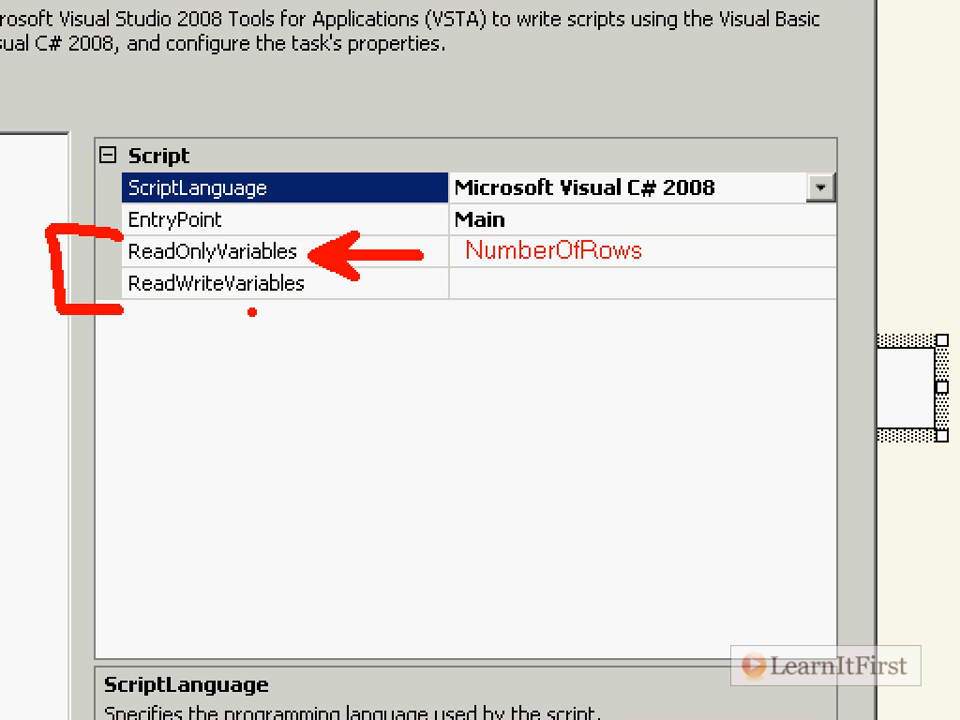 rosoft Visual Studio 2008 Tools for Applications (VSTA) to write scripts using the Visual Basic
sual C# 2008, and configure the task's properties.
Script
ScriptLanguage Microsoft Visual C# 2008
EntryPoint Main
ReadOnlyVariables NumberOfRows
ReadWriteVariables
LearnItFirst
ScriptLanguage
Specifies the programming language used by the script.